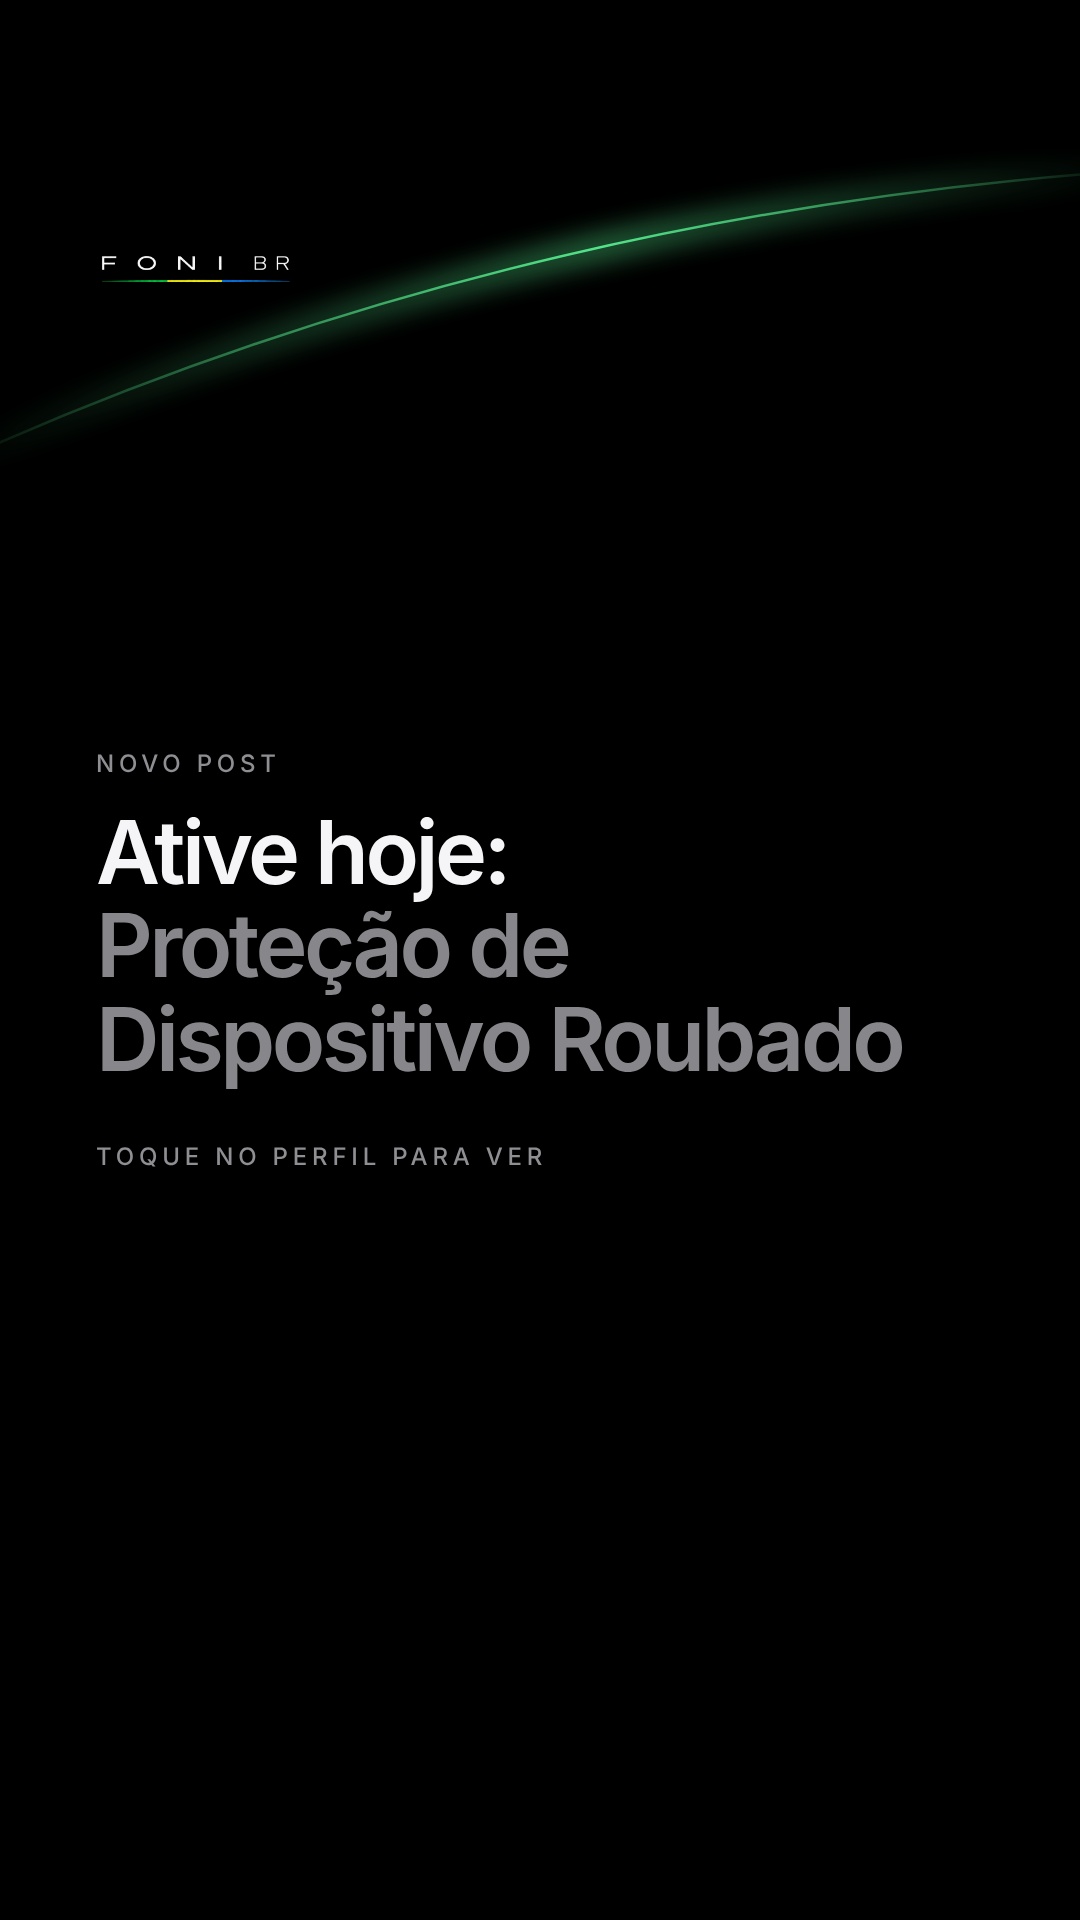 FONI BR
NOVO POST
Ative hoje:
Proteção de
Dispositivo Roubado
TOQUE NO PERFIL PARA VER